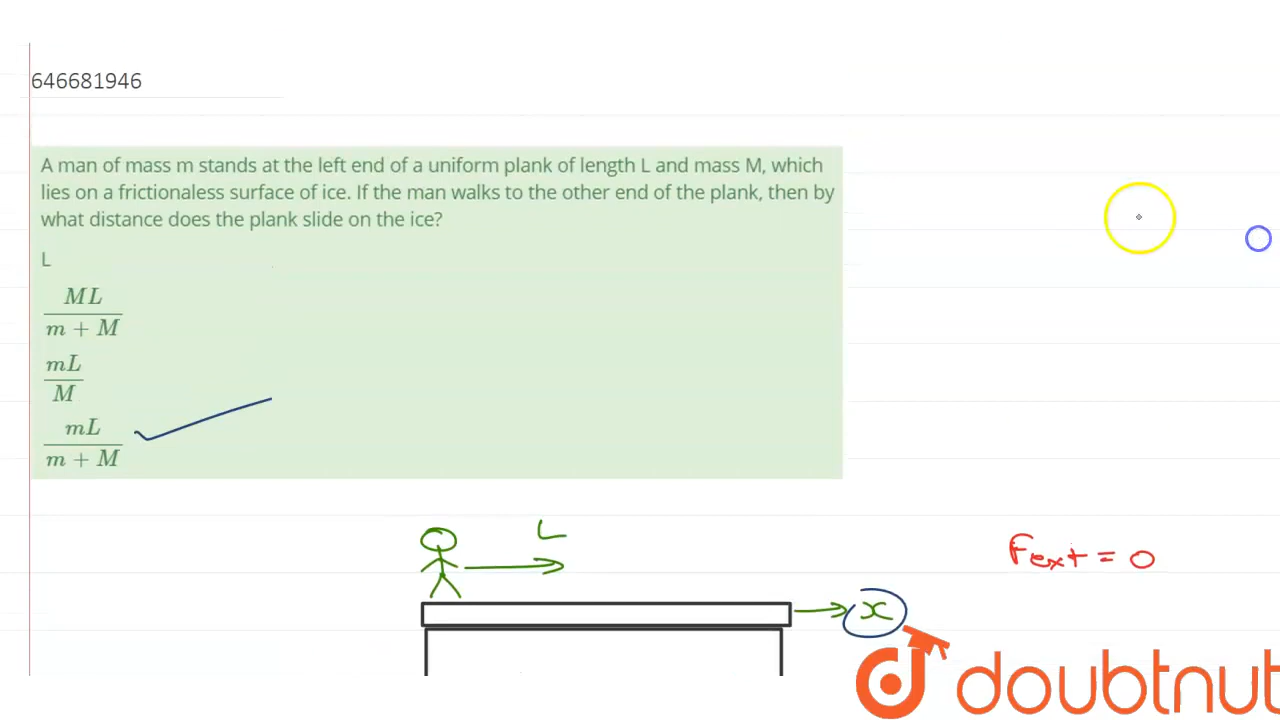 646681946
A man of mass m stands at the left end of a uniform plank of length L and mass M, which
lies on a frictionaless surface of ice. If the man walks to the other end of the plank, then by
what distance does the plank slide on the ice?
L
ML
m + M
mL
M
mL
m + M
L
Fext = 0
x
doubtnut